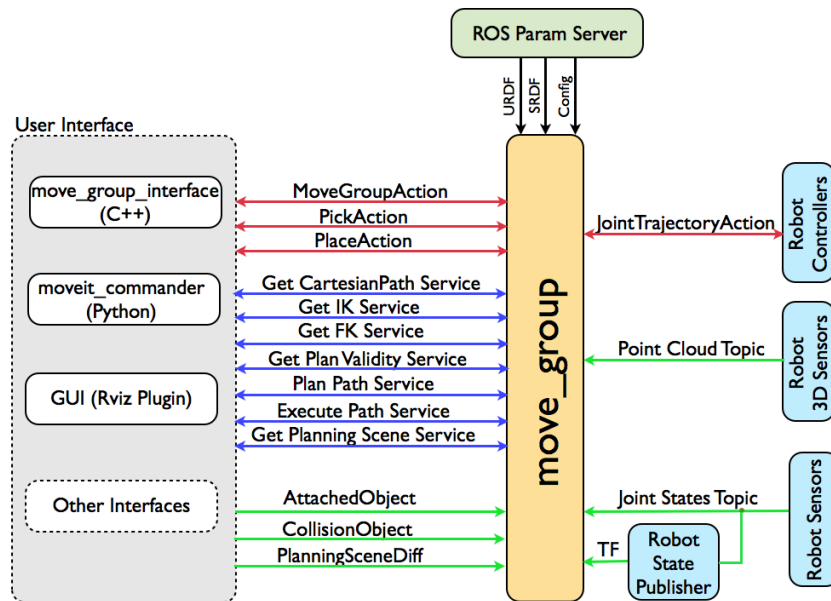 ROS Param Server
URDF
SRDF
Config
User Interface
move_group_interface
(C++)
moveit_commander
(Python)
GUI (Rviz Plugin)
Other Interfaces
MoveGroupAction
PickAction
PlaceAction
Get CartesianPath Service
Get IK Service
Get FK Service
Get Plan Validity Service
Plan Path Service
Execute Path Service
Get Planning Scene Service
AttachedObject
CollisionObject
PlanningSceneDiff
move_group
JointTrajectoryAction
Robot
Controllers
Point Cloud Topic
Robot
3D Sensors
Joint States Topic
TF
Robot
State
Publisher
Robot Sensors